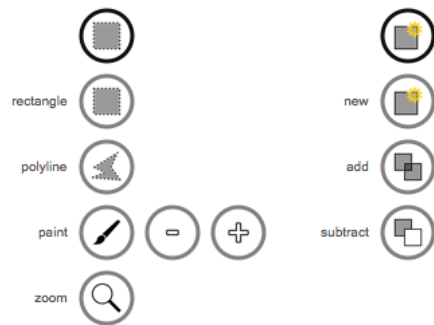 rectangle
new
polyline
add
paint
subtract
zoom